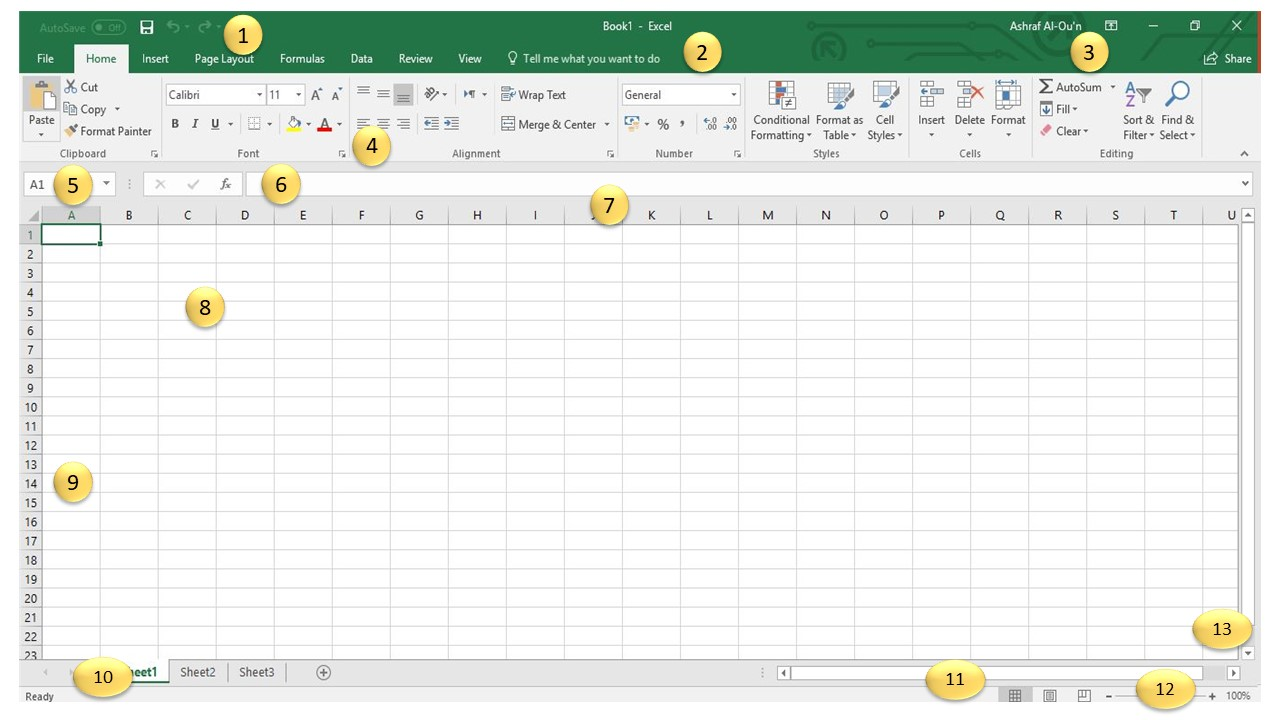 AutoSave Off Book1 - Excel Ashraf Al-Ou'n
1
File Home Insert Page Layout Formulas Data Review View Tell me what you want to do 2 3 Share
Cut AutoSum
Calibri 11 Wrap Text General
Copy Fill
Paste Conditional Format as Cell Insert Delete Format Sort & Find &
Format Painter B I U Merge & Center % , Formatting Table Styles Clear Filter Select
4
Clipboard Font Alignment Number Styles Cells Editing
A1 5 fx 6
7
A B C D E F G H I K L M N O P Q R S T U
1
2
3
4
8
5
6
7
8
9
10
11
12
13
9
14
15
16
17
18
19
20
21
22 13
23
10 Sheet2 Sheet3 11
Ready 12 100%